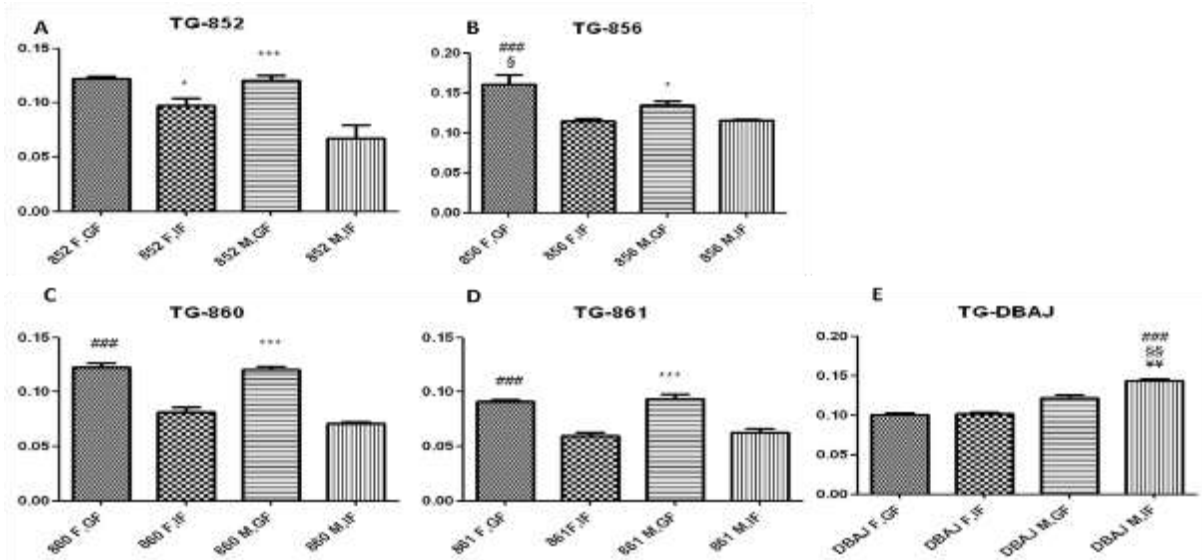 A
TG-852
0.15
***
*
0.10
0.05
0.00
852 F,GF
852 F,IF
852 M,GF
852 M,IF
B
TG-856
0.20
###
§
*
0.15
0.10
0.05
0.00
856 F,GF
856 F,IF
856 M,GF
856 M,IF
C
TG-860
0.15
###
***
0.10
0.05
0.00
860 F,GF
860 F,IF
860 M,GF
860 M,IF
D
TG-861
0.15
###
***
0.10
0.05
0.00
861 F,GF
861F,IF
861 M,GF
861 M,IF
E
TG-DBAJ
0.20
###
§§
¥¥
0.15
0.10
0.05
0.00
DBAJ F,GF
DBAJ F,IF
DBAJ M,GF
DBAJ M,IF